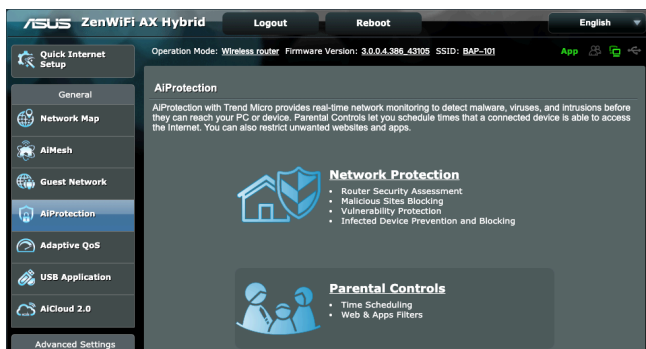 ASUS ZenWiFi AX Hybrid Logout Reboot English
Quick Internet
Setup
Operation Mode: Wireless router Firmware Version: 3.0.0.4.386_43105 SSID: BAP-101 App
General
Network Map
AiMesh
Guest Network
AiProtection
Adaptive QoS
USB Application
AiCloud 2.0
Advanced Settings
AiProtection
AiProtection with Trend Micro provides real-time network monitoring to detect malware, viruses, and intrusions before
they can reach your PC or device. Parental Controls let you schedule times that a connected device is able to access
the Internet. You can also restrict unwanted websites and apps.
Network Protection
• Router Security Assessment
• Malicious Sites Blocking
• Vulnerability Protection
• Infected Device Prevention and Blocking
Parental Controls
• Time Scheduling
• Web & Apps Filters